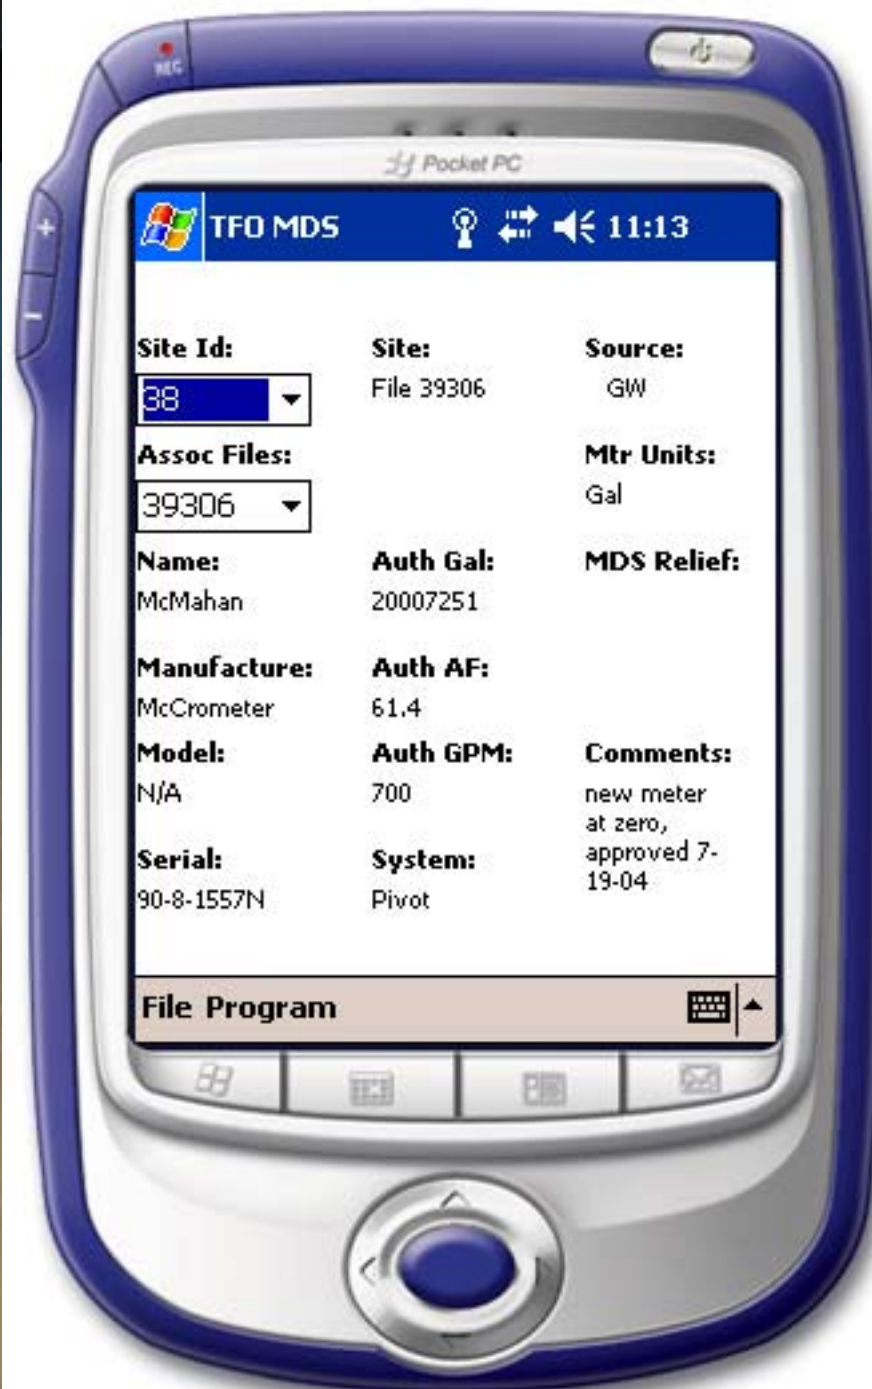 REC
Pocket PC
TFO MDS 11:13
Site Id: Site: Source:
38 File 39306 GW
Assoc Files: Mtr Units:
39306 Gal
Name: Auth Gal: MDS Relief:
McMahan 20007251
Manufacture: Auth AF:
McCrometer 61.4
Model: Auth GPM: Comments:
N/A 700 new meter
at zero,
Serial: System: approved 7-
90-8-1557N Pivot 19-04
File Program